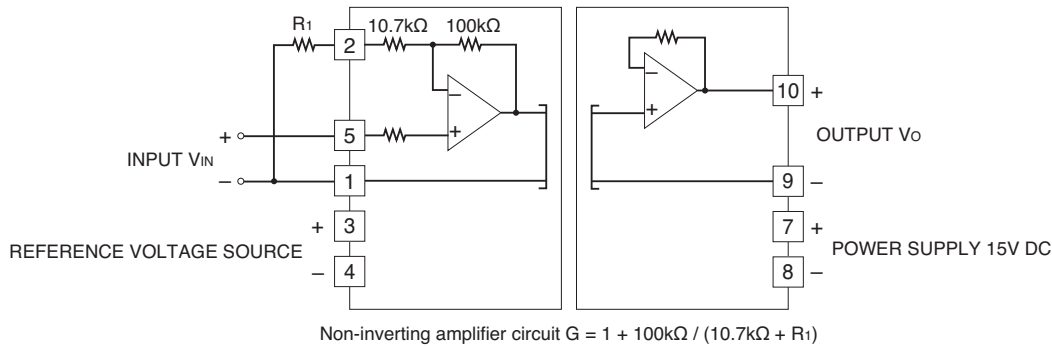 R1
2
10.7kΩ
100kΩ
−
+
−
+
10
+
+
5
INPUT VIN
OUTPUT VO
−
1
9
−
+
3
7
+
REFERENCE VOLTAGE SOURCE
POWER SUPPLY 15V DC
−
4
8
−
Non-inverting amplifier circuit G = 1 + 100kΩ / (10.7kΩ + R1)